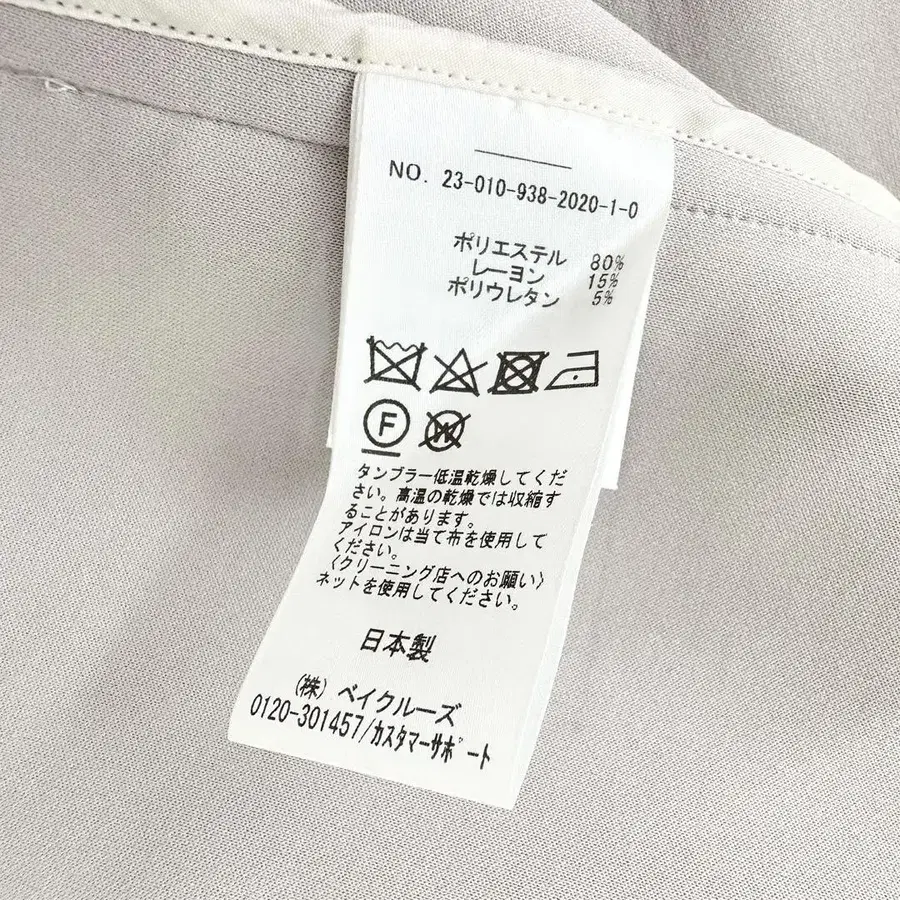 NO. 23-010-938-2020-1-0
ポリエステル 80%
レーヨン 15%
ポリウレタン 5%
F
W
タンブラー低温乾燥してくだ
さい。高温の乾燥では収縮す
ることがあります。
アイロンは当て布を使用して
ください。
〈クリーニング店へのお願い〉
ネットを使用してください。
日本製
(株) ベイクルーズ
0120-301457/カスタマーサポート